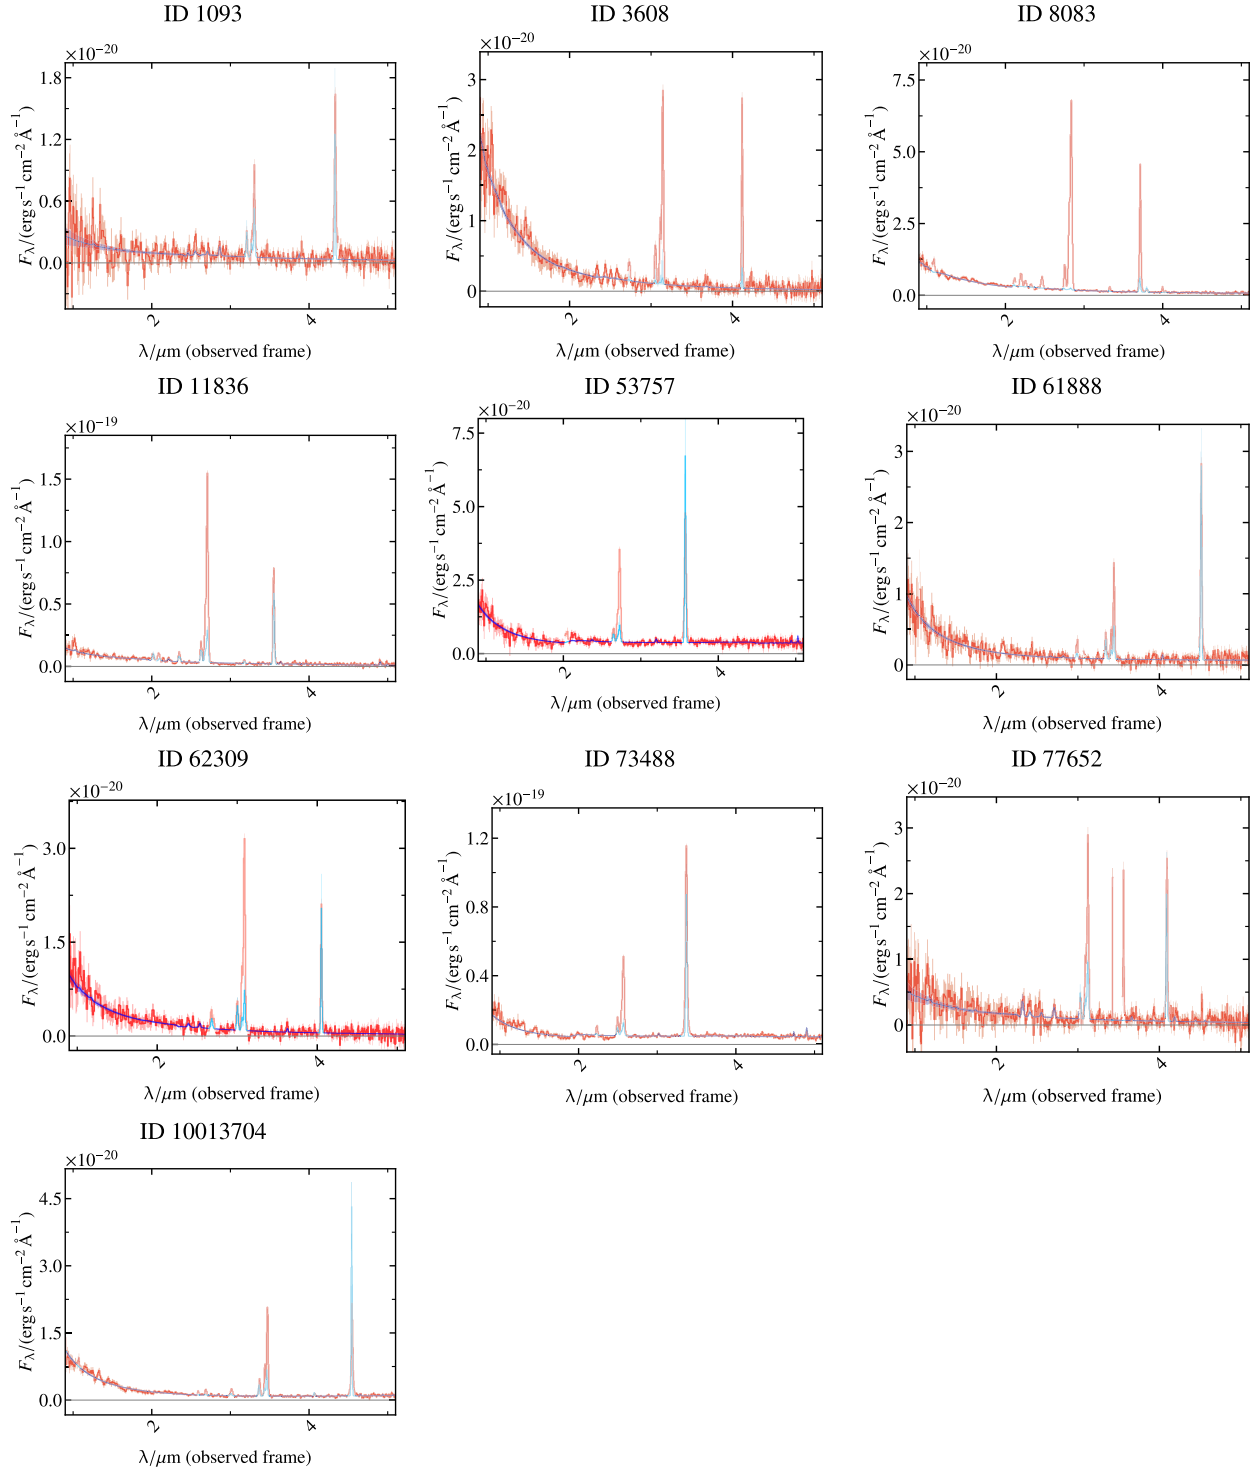 ID 1093
ID 3608
ID 8083
×10−20
×10−20
×10−20
Fλ/(erg s−1 cm−2 Å−1)
1.8
1.2
0.6
0.0
2
4
λ/μm (observed frame)
Fλ/(erg s−1 cm−2 Å−1)
3
2
1
0
2
4
λ/μm (observed frame)
Fλ/(erg s−1 cm−2 Å−1)
7.5
5.0
2.5
0.0
2
4
λ/μm (observed frame)
ID 11836
ID 53757
ID 61888
×10−19
×10−20
×10−20
Fλ/(erg s−1 cm−2 Å−1)
1.5
1.0
0.5
0.0
2
4
λ/μm (observed frame)
Fλ/(erg s−1 cm−2 Å−1)
7.5
5.0
2.5
0.0
2
4
λ/μm (observed frame)
Fλ/(erg s−1 cm−2 Å−1)
3
2
1
0
2
4
λ/μm (observed frame)
ID 62309
ID 73488
ID 77652
×10−20
×10−19
×10−20
Fλ/(erg s−1 cm−2 Å−1)
3.0
1.5
0.0
2
4
λ/μm (observed frame)
Fλ/(erg s−1 cm−2 Å−1)
1.2
0.8
0.4
0.0
2
4
λ/μm (observed frame)
Fλ/(erg s−1 cm−2 Å−1)
3
2
1
0
2
4
λ/μm (observed frame)
ID 10013704
×10−20
Fλ/(erg s−1 cm−2 Å−1)
4.5
3.0
1.5
0.0
2
4
λ/μm (observed frame)